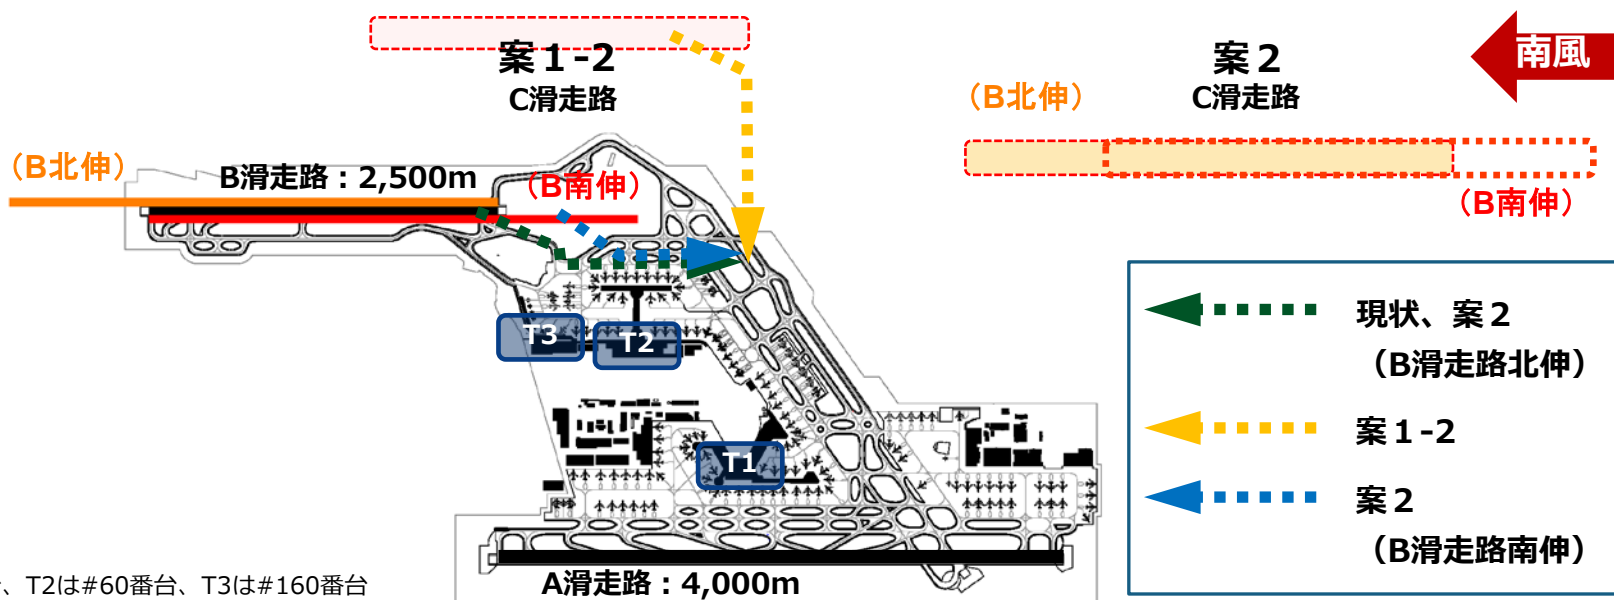 案1-2
C滑走路
案2
C滑走路
南風
(B北伸)
(B北伸)
B滑走路：2,500m
(B南伸)
(B南伸)
T3
T2
T1
現状、案2
(B滑走路北伸)
案1-2
案2
(B滑走路南伸)
A滑走路：4,000m
、T2は#60番台、T3は#160番台